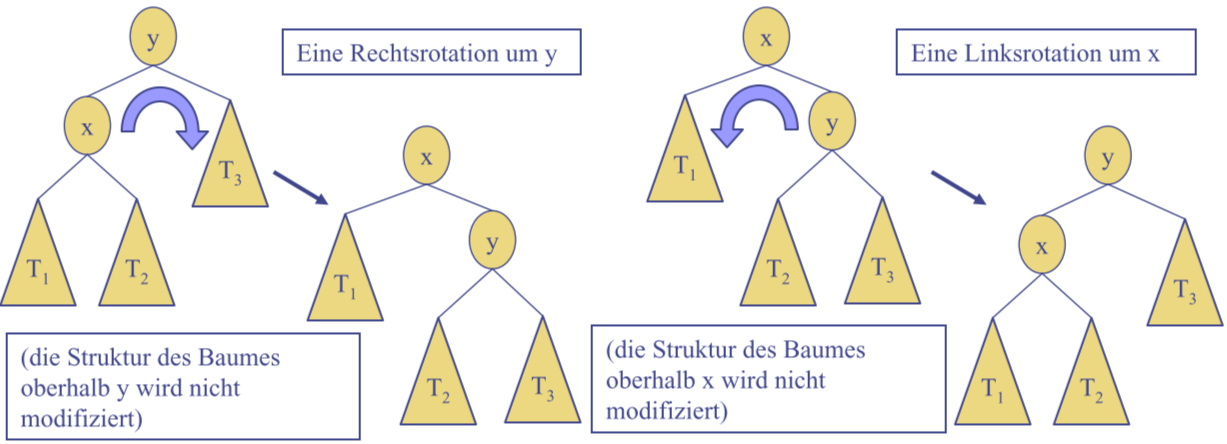 y
Eine Rechtsrotation um y
x
T3
T1
T2
x
y
T1
T2
T3
(die Struktur des Baumes
oberhalb y wird nicht
modifiziert)
x
Eine Linksrotation um x
T1
y
T2
T3
y
x
T3
T1
T2
(die Struktur des Baumes
oberhalb x wird nicht
modifiziert)